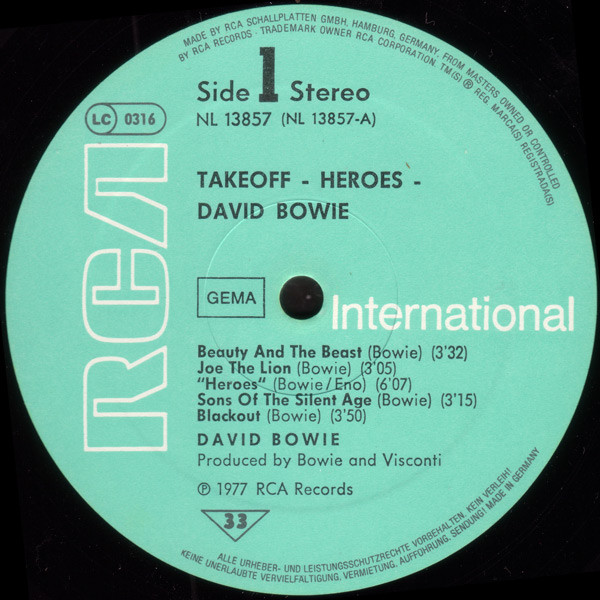 MADE BY RCA SCHALLPLATTEN GMBH, HAMBURG, GERMANY, FROM MASTERS OWNED OR CONTROLLED
BY RCA RECORDS · TRADEMARK OWNER RCA CORPORATION. TM(S) ® REG. MARCA(S) REGISTRADA(S)
Side 1 Stereo
NL 13857 (NL 13857-A)
LC 0316
RCA
TAKEOFF - HEROES -
DAVID BOWIE
GEMA
International
Beauty And The Beast (Bowie) (3'32)
Joe The Lion (Bowie) (3'05)
“Heroes“ (Bowie/Eno) (6'07)
Sons Of The Silent Age (Bowie) (3'15)
Blackout (Bowie) (3'50)
DAVID BOWIE
Produced by Bowie and Visconti
℗ 1977 RCA Records
33
ALLE URHEBER- UND LEISTUNGSSCHUTZRECHTE VORBEHALTEN. KEIN VERLEIH!
KEINE UNERLAUBTE VERVIELFÄLTIGUNG, VERMIETUNG, AUFFÜHRUNG, SENDUNG! MADE IN GERMANY